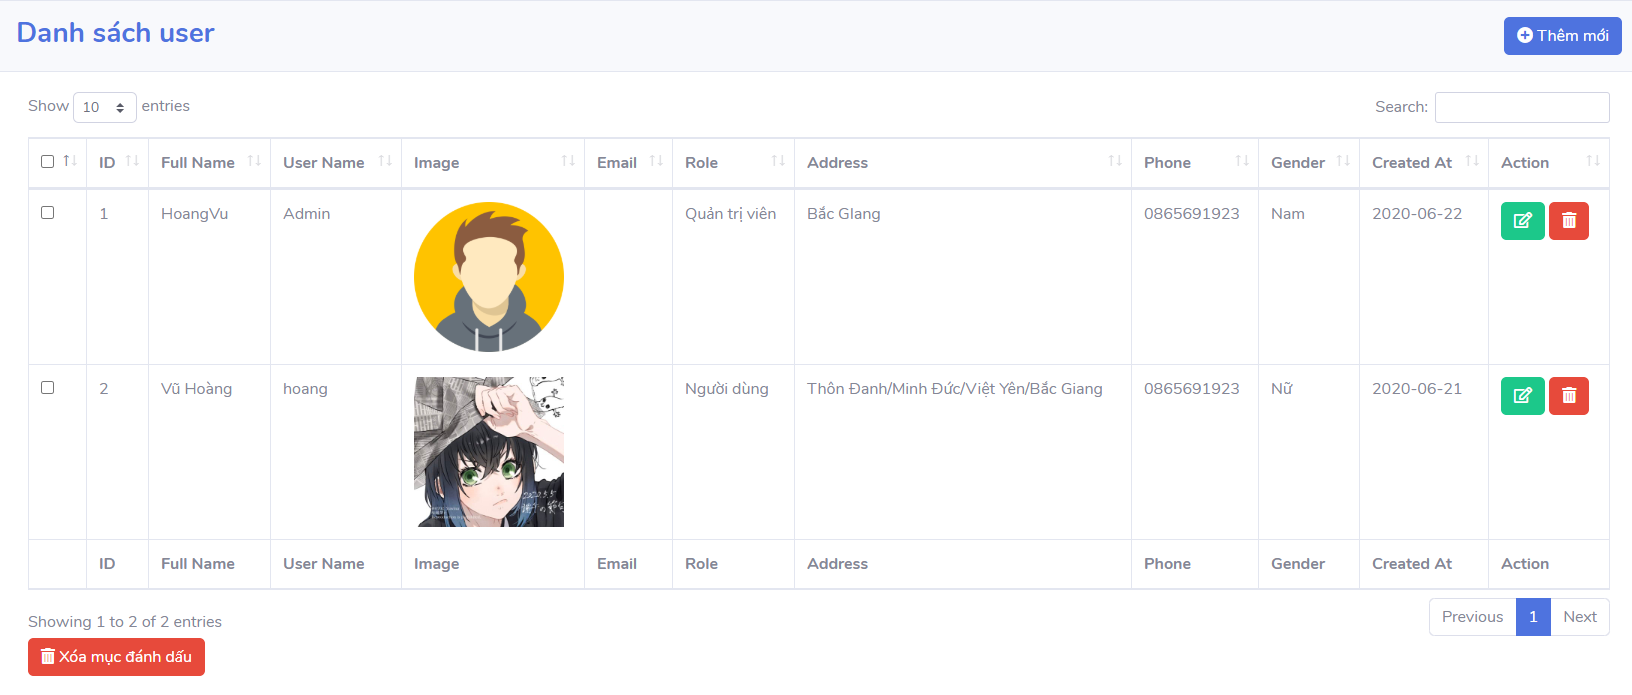 Danh sách user
Thêm mới
Show 10 entries
Search:
ID Full Name User Name Image Email Role Address Phone Gender Created At Action
1 HoangVu Admin Quản trị viên Bắc GIang 0865691923 Nam 2020-06-22
2 Vũ Hoàng hoang Người dùng Thôn Đanh/Minh Đức/Việt Yên/Bắc Giang 0865691923 Nữ 2020-06-21
ID Full Name User Name Image Email Role Address Phone Gender Created At Action
Showing 1 to 2 of 2 entries
Previous 1 Next
Xóa mục đánh dấu